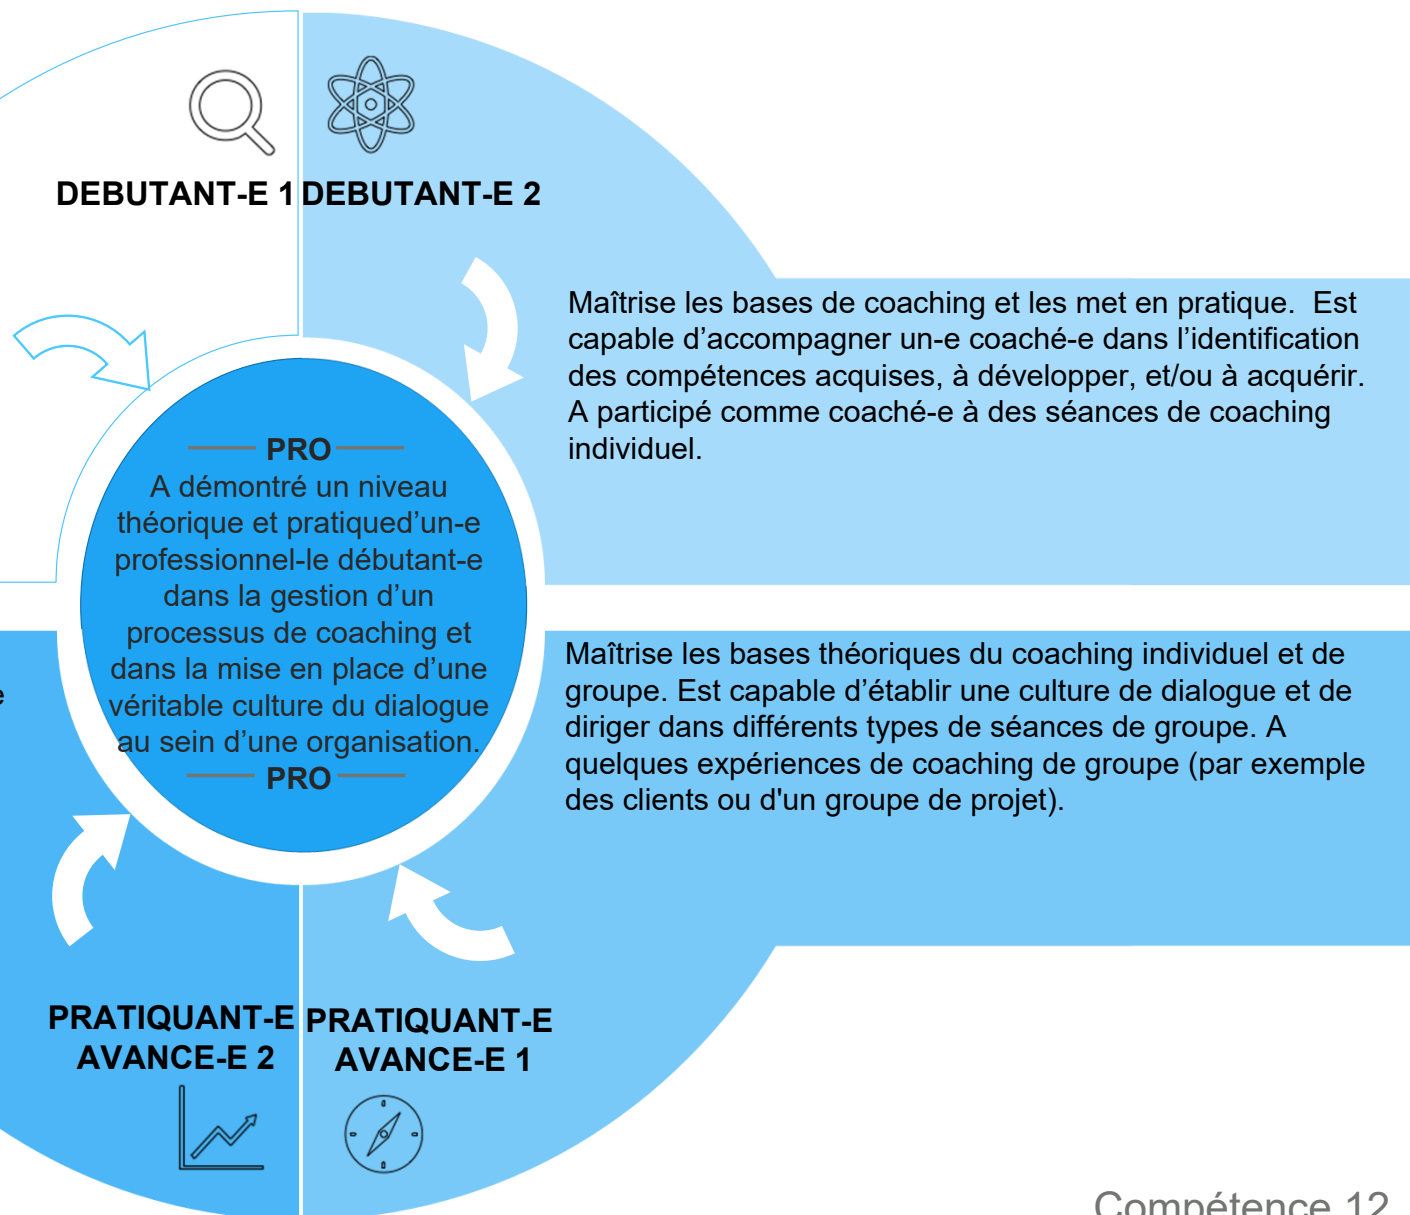 DEBUTANT-E 1
DEBUTANT-E 2
Maîtrise les bases de coaching et les met en pratique.  Est
capable d’accompagner un-e coaché-e dans l’identification
des compétences acquises, à développer, et/ou à acquérir.
A participé comme coaché-e à des séances de coaching
individuel.
PRO
A démontré un niveau
théorique et pratiqued’un-e
professionnel-le débutant-e
dans la gestion d’un
processus de coaching et
dans la mise en place d’une
véritable culture du dialogue
au sein d’une organisation.
PRO
Maîtrise les bases théoriques du coaching individuel et de
groupe. Est capable d’établir une culture de dialogue et de
diriger dans différents types de séances de groupe. A
quelques expériences de coaching de groupe (par exemple
des clients ou d'un groupe de projet).
PRATIQUANT-E
AVANCE-E 2
PRATIQUANT-E
AVANCE-E 1
Compétence 12